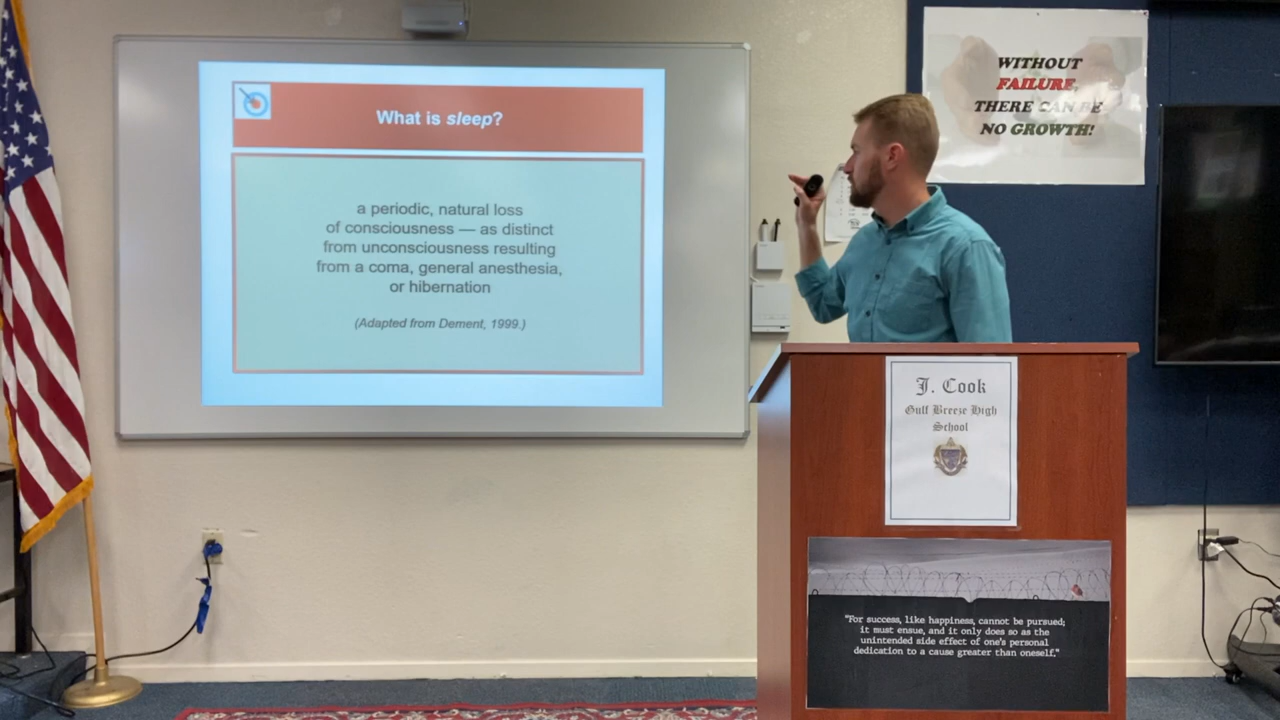 What is sleep?
a periodic, natural loss
of consciousness — as distinct
from unconsciousness resulting
from a coma, general anesthesia,
or hibernation
(Adapted from Dement, 1999.)
WITHOUT
FAILURE,
THERE CAN BE
NO GROWTH!
J. Cook
Gulf Breeze High
School
"For success, like happiness, cannot be pursued;
it must ensue, and it only does so as the
unintended side effect of one's personal
dedication to a cause greater than oneself."